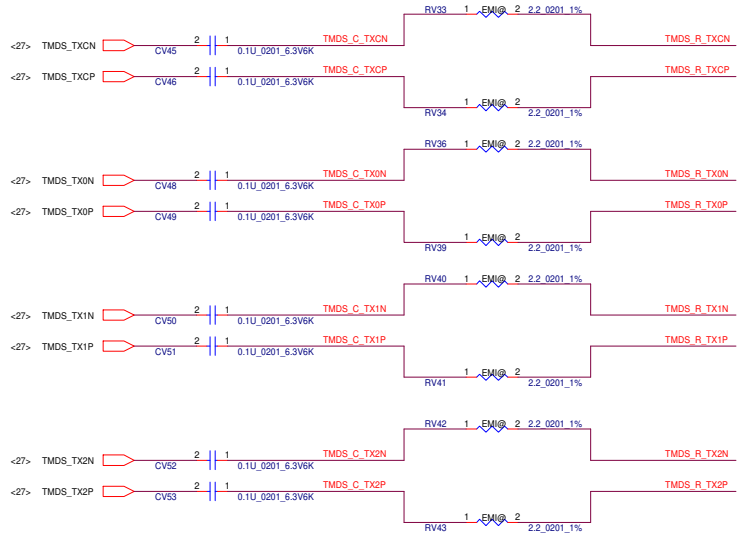 RV33 1 EMI@ 2 2.2_0201_1%
<27> TMDS_TXCN CV45 2 1 0.1U_0201_6.3V6K TMDS_C_TXCN TMDS_R_TXCN
<27> TMDS_TXCP CV46 2 1 0.1U_0201_6.3V6K TMDS_C_TXCP TMDS_R_TXCP
RV34 1 EMI@ 2 2.2_0201_1%
RV36 1 EMI@ 2 2.2_0201_1%
<27> TMDS_TX0N CV48 2 1 0.1U_0201_6.3V6K TMDS_C_TX0N TMDS_R_TX0N
<27> TMDS_TX0P CV49 2 1 0.1U_0201_6.3V6K TMDS_C_TX0P TMDS_R_TX0P
RV39 1 EMI@ 2 2.2_0201_1%
RV40 1 EMI@ 2 2.2_0201_1%
<27> TMDS_TX1N CV50 2 1 0.1U_0201_6.3V6K TMDS_C_TX1N TMDS_R_TX1N
<27> TMDS_TX1P CV51 2 1 0.1U_0201_6.3V6K TMDS_C_TX1P TMDS_R_TX1P
RV41 1 EMI@ 2 2.2_0201_1%
RV42 1 EMI@ 2 2.2_0201_1%
<27> TMDS_TX2N CV52 2 1 0.1U_0201_6.3V6K TMDS_C_TX2N TMDS_R_TX2N
<27> TMDS_TX2P CV53 2 1 0.1U_0201_6.3V6K TMDS_C_TX2P TMDS_R_TX2P
RV43 1 EMI@ 2 2.2_0201_1%